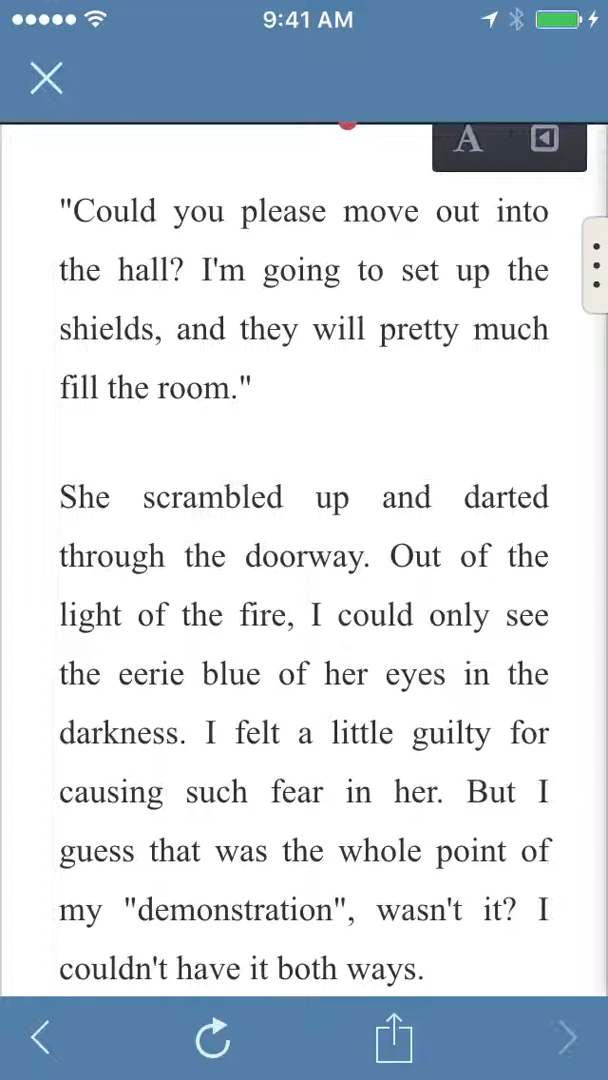 9:41 AM
A
"Could you please move out into
the hall? I'm going to set up the
shields, and they will pretty much
fill the room."
She scrambled up and darted
through the doorway. Out of the
light of the fire, I could only see
the eerie blue of her eyes in the
darkness. I felt a little guilty for
causing such fear in her. But I
guess that was the whole point of
my "demonstration", wasn't it? I
couldn't have it both ways.